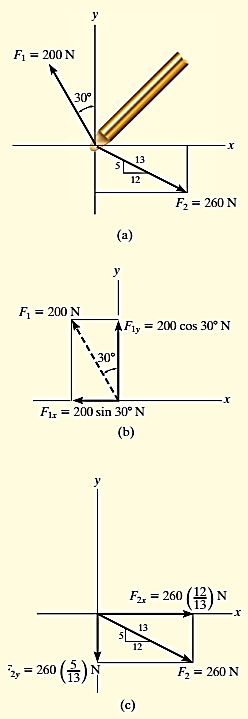 y
F₁ = 200 N
30°
x
5
13
12
F₂ = 260 N
(a)
y
F₁ = 200 N
F₁y = 200 cos 30° N
30°
x
F₁x = 200 sin 30° N
(b)
y
F₂x = 260 (12/13) N
x
5
13
12
₂y = 260 (5/13) N
F₂ = 260 N
(c)